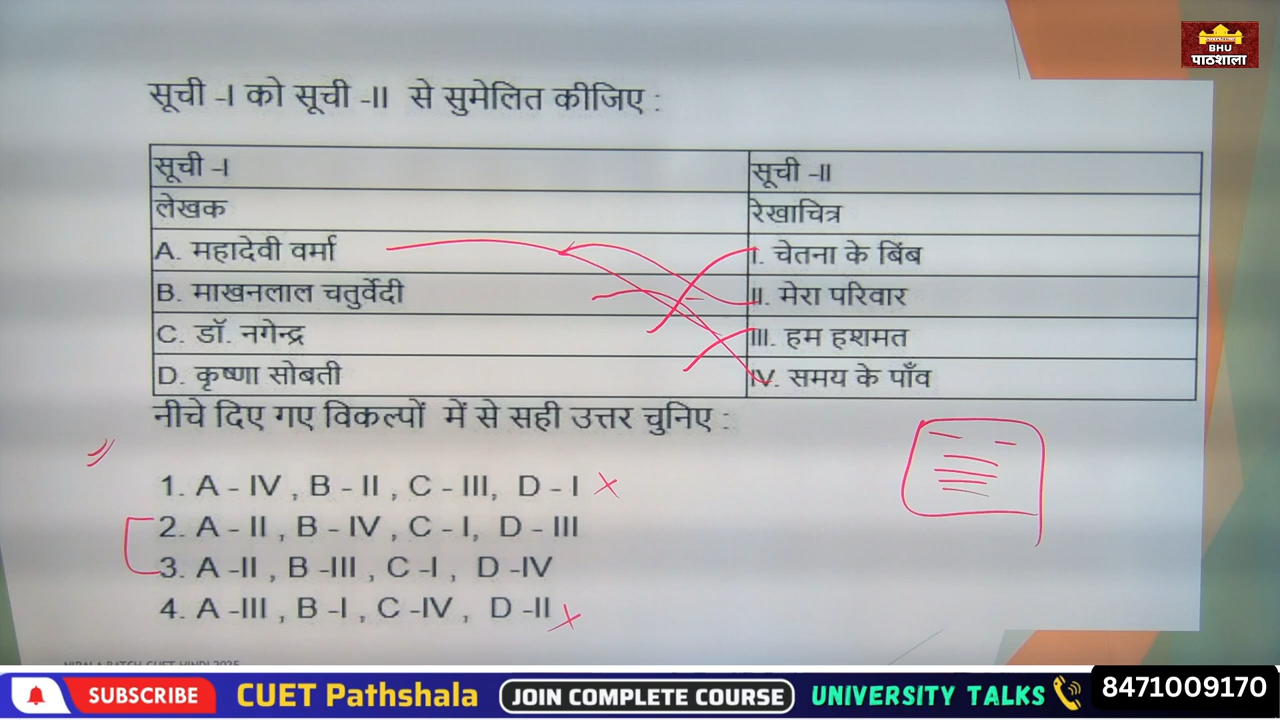 BHU
पाठशाला
सूची -I को सूची -II से सुमेलित कीजिए :
सूची -I सूची -II
लेखक रेखाचित्र
A. महादेवी वर्मा I. चेतना के बिंब
B. माखनलाल चतुर्वेदी II. मेरा परिवार
C. डॉ. नगेन्द्र III. हम हशमत
D. कृष्णा सोबती IV. समय के पाँव
नीचे दिए गए विकल्पों में से सही उत्तर चुनिए :
1. A - IV , B - II , C - III, D - I
2. A - II , B - IV , C - I, D - III
3. A -II , B -III , C -I , D -IV
4. A -III , B -I , C -IV , D -II
SUBSCRIBE CUET Pathshala JOIN COMPLETE COURSE UNIVERSITY TALKS 8471009170